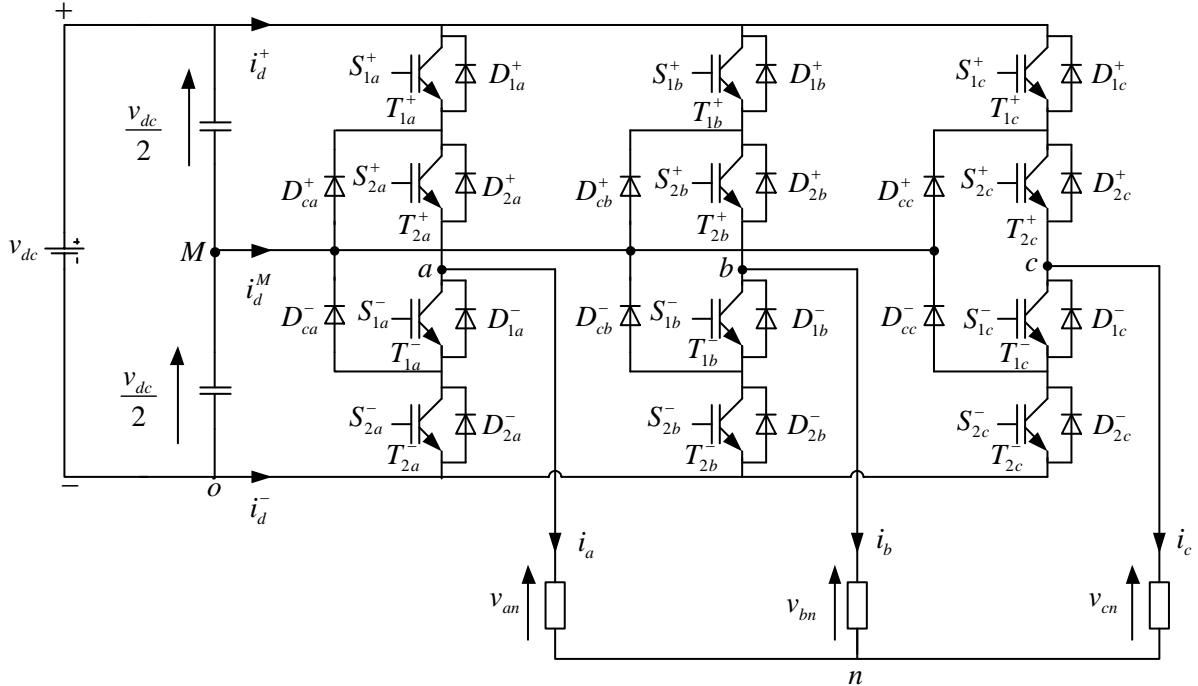 +
i_d^+
S_{1a}^+ D_{1a}^+ S_{1b}^+ D_{1b}^+ S_{1c}^+ D_{1c}^+
T_{1a}^+ T_{1b}^+ T_{1c}^+
v_{dc}/2
D_{ca}^+ S_{2a}^+ D_{2a}^+ D_{cb}^+ S_{2b}^+ D_{2b}^+ D_{cc}^+ S_{2c}^+ D_{2c}^+
T_{2a}^+ T_{2b}^+ T_{2c}^+
v_{dc} + - M
a b c
i_d^M
D_{ca}^- S_{1a}^- D_{1a}^- D_{cb}^- S_{1b}^- D_{1b}^- D_{cc}^- S_{1c}^- D_{1c}^-
T_{1a}^- T_{1b}^- T_{1c}^-
v_{dc}/2
S_{2a}^- D_{2a}^- S_{2b}^- D_{2b}^- S_{2c}^- D_{2c}^-
T_{2a}^- T_{2b}^- T_{2c}^-
− o
i_d^-
i_a i_b i_c
v_{an} v_{bn} v_{cn}
n